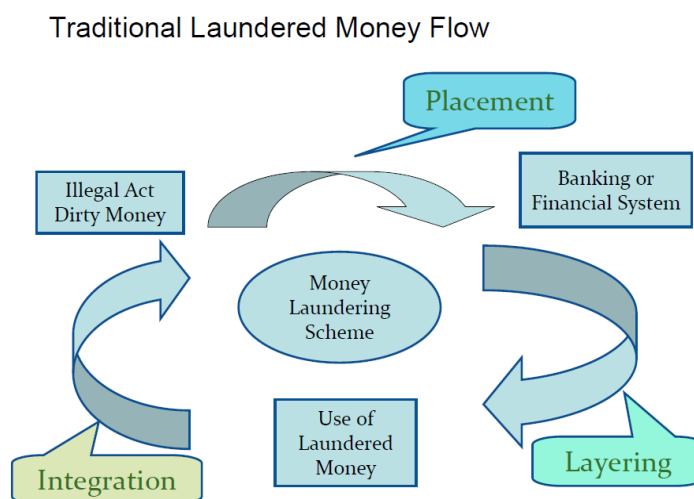 Traditional Laundered Money Flow
Placement
Illegal Act
Dirty Money
Banking or
Financial System
Money
Laundering
Scheme
Use of
Laundered
Money
Integration
Layering